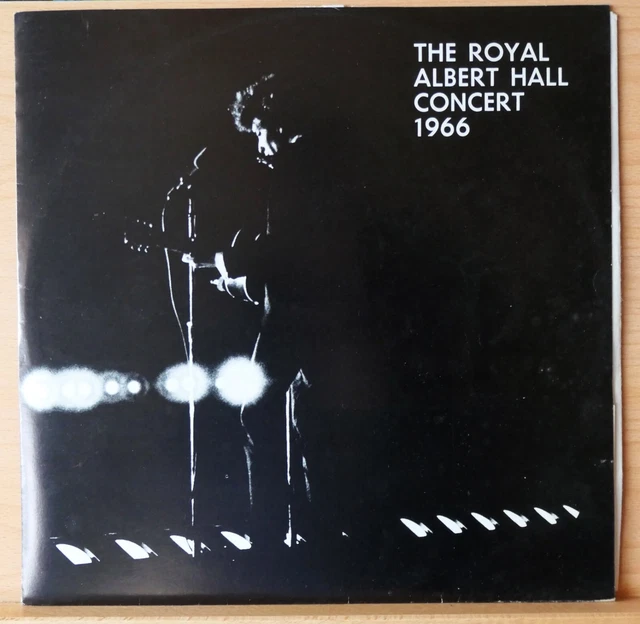 THE ROYAL
ALBERT HALL
CONCERT
1966